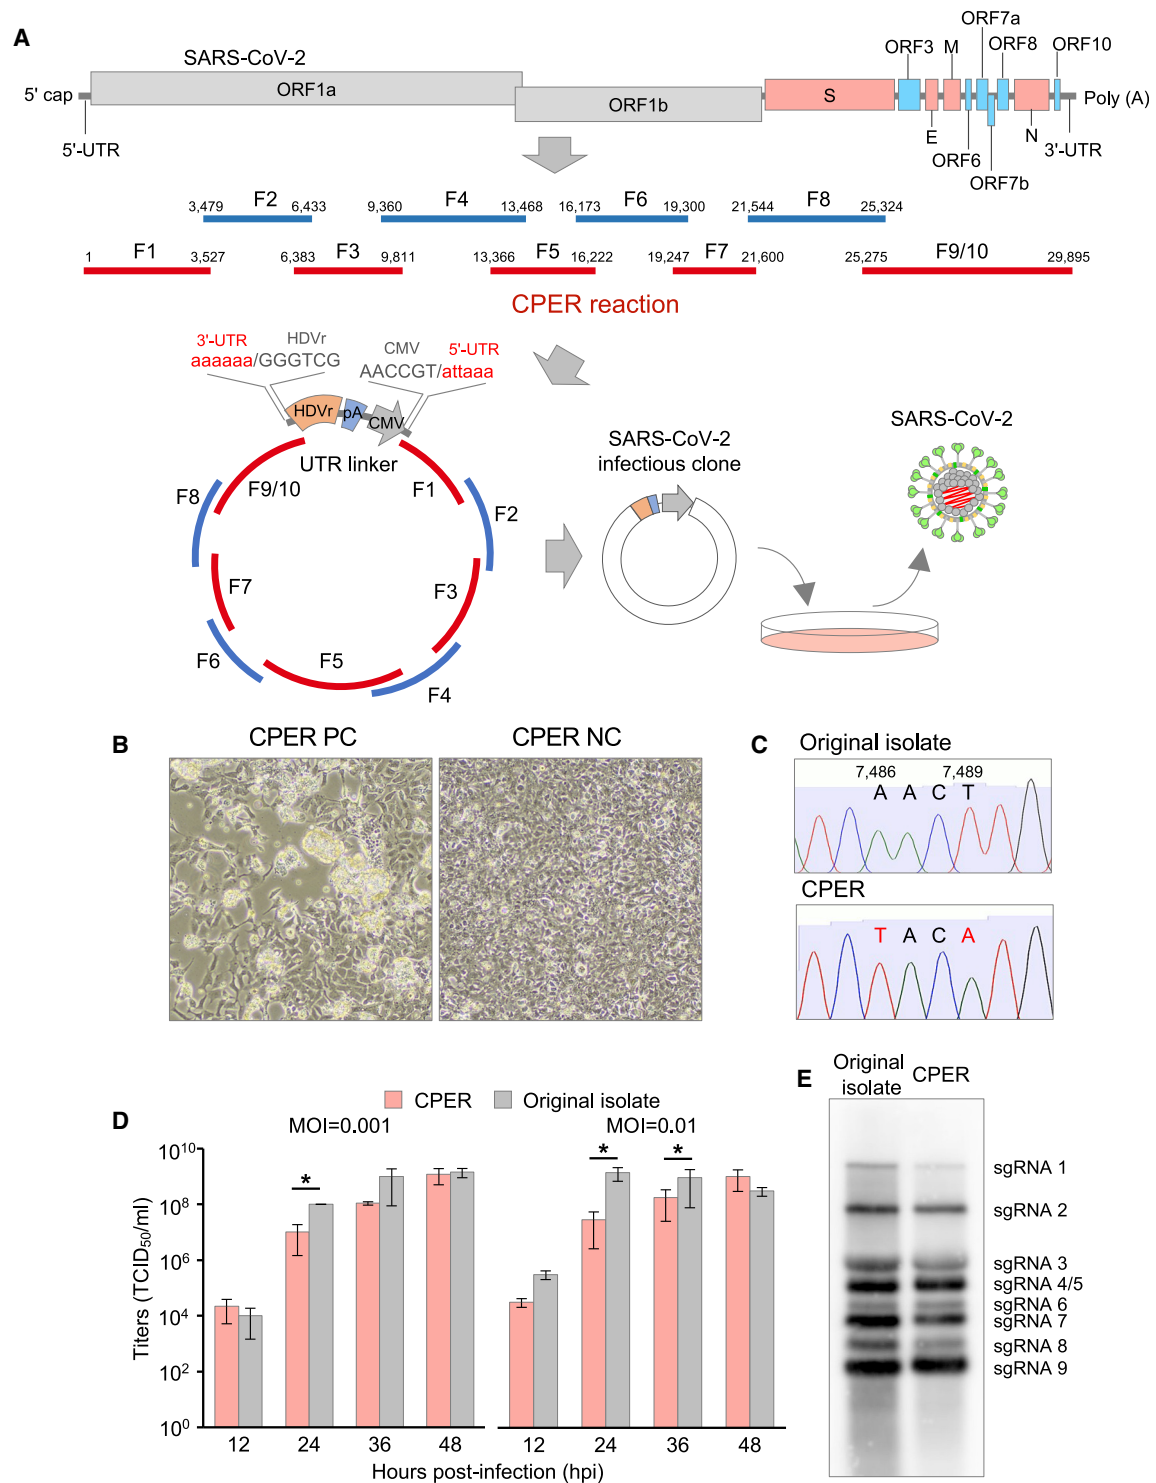 A
SARS-CoV-2
5' cap
ORF1a
ORF1b
S
ORF3
M
ORF7a
ORF8
ORF10
Poly (A)
5'-UTR
E
ORF6
ORF7b
N
3'-UTR
3,479 F2 6,433
9,360 F4 13,468
16,173 F6 19,300
21,544 F8 25,324
1 F1 3,527
6,383 F3 9,811
13,366 F5 16,222
19,247 F7 21,600
25,275 F9/10 29,895
CPER reaction
3'-UTR
HDVr
aaaaaa/GGGTCG
CMV
5'-UTR
AACCGT/attaaa
HDVr
pA
CMV
UTR linker
F9/10
F1
F8
F2
F7
F3
F6
F5
F4
SARS-CoV-2
infectious clone
SARS-CoV-2
B
CPER PC
CPER NC
C
Original isolate
7,486 7,489
A A C T
CPER
T A C A
D
CPER
Original isolate
MOI=0.001
MOI=0.01
Titers (TCID50/ml)
10^10
10^8
10^6
10^4
10^2
10^0
*
*
*
12 24 36 48
12 24 36 48
Hours post-infection (hpi)
E
Original
isolate
CPER
sgRNA 1
sgRNA 2
sgRNA 3
sgRNA 4/5
sgRNA 6
sgRNA 7
sgRNA 8
sgRNA 9